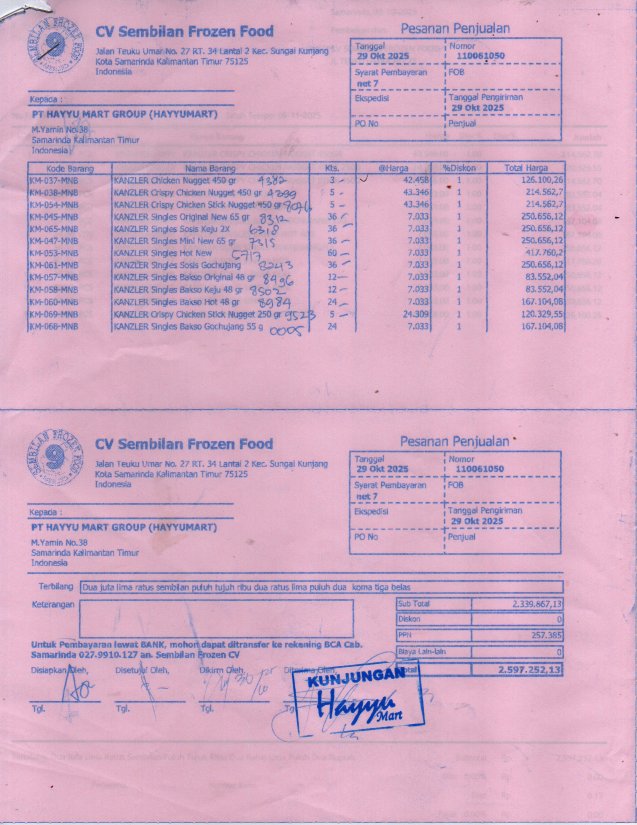 CV Sembilan Frozen Food
Jalan Teuku Umar No. 27 RT. 34 Lantai 2 Kec. Sungai Kunjang
Kota Samarinda Kalimantan Timur 75125
Indonesia
Pesanan Penjualan
Tanggal Nomor
29 Okt 2025 110061050
Syarat Pembayaran FOB
net 7
Ekspedisi Tanggal Pengiriman
29 Okt 2025
PO No Penjual
Kepada :
PT HAYYU MART GROUP (HAYYUMART)
M.Yamin No.38
Samarinda Kalimantan Timur
Indonesia
Kode Barang Nama Barang Kts. @Harga %Diskon Total Harga
KM-037-MNB KANZLER Chicken Nugget 450 gr 4382 3 42.458 1 126.100,26
KM-038-MNB KANZLER Crispy Chicken Nugget 450 gr 4399 5 43.346 1 214.562,7
KM-054-MNB KANZLER Crispy Chicken Stick Nugget 450 gr 8076 5 43.346 1 214.562,7
KM-045-MNB KANZLER Singles Original New 65 gr 8312 36 7.033 1 250.656,12
KM-065-MNB KANZLER Singles Sosis Keju 2X 6318 36 7.033 1 250.656,12
KM-047-MNB KANZLER Singles Mini New 65 gr 7315 36 7.033 1 250.656,12
KM-053-MNB KANZLER Singles Hot New 5717 60 7.033 1 417.760,2
KM-061-MNB KANZLER Singles Sosis Gochujang 8243 36 7.033 1 250.656,12
KM-057-MNB KANZLER Singles Bakso Original 48 gr 8496 12 7.033 1 83.552,04
KM-058-MNB KANZLER Singles Bakso Keju 48 gr 8502 12 7.033 1 83.552,04
KM-060-MNB KANZLER Singles Bakso Hot 48 gr 8984 24 7.033 1 167.104,08
KM-069-MNB KANZLER Crispy Chicken Stick Nugget 250 gr 9523 5 24.309 1 120.329,55
KM-068-MNB KANZLER Singles Bakso Gochujang 55 g 0005 24 7.033 1 167.104,08
CV Sembilan Frozen Food
Jalan Teuku Umar No. 27 RT. 34 Lantai 2 Kec. Sungai Kunjang
Kota Samarinda Kalimantan Timur 75125
Indonesia
Pesanan Penjualan
Tanggal Nomor
29 Okt 2025 110061050
Syarat Pembayaran FOB
net 7
Ekspedisi Tanggal Pengiriman
29 Okt 2025
PO No Penjual
Kepada :
PT HAYYU MART GROUP (HAYYUMART)
M.Yamin No.38
Samarinda Kalimantan Timur
Indonesia
Terbilang Dua juta lima ratus sembilan puluh tujuh ribu dua ratus lima puluh dua koma tiga belas
Keterangan
Sub Total 2.339.867,13
Diskon 0
PPN 257.385
Biaya Lain-lain 0
Total 2.597.252,13
Untuk Pembayaran lewat BANK, mohon dapat ditransfer ke rekening BCA Cab.
Samarinda 027.9910.127 an. Sembilan Frozen CV
Disiapkan Oleh, Disetujui Oleh, Dikirim Oleh, Diterima Oleh,
Tgl. Tgl. Tgl. Tgl.
KUNJUNGAN
Hayyu
Mart